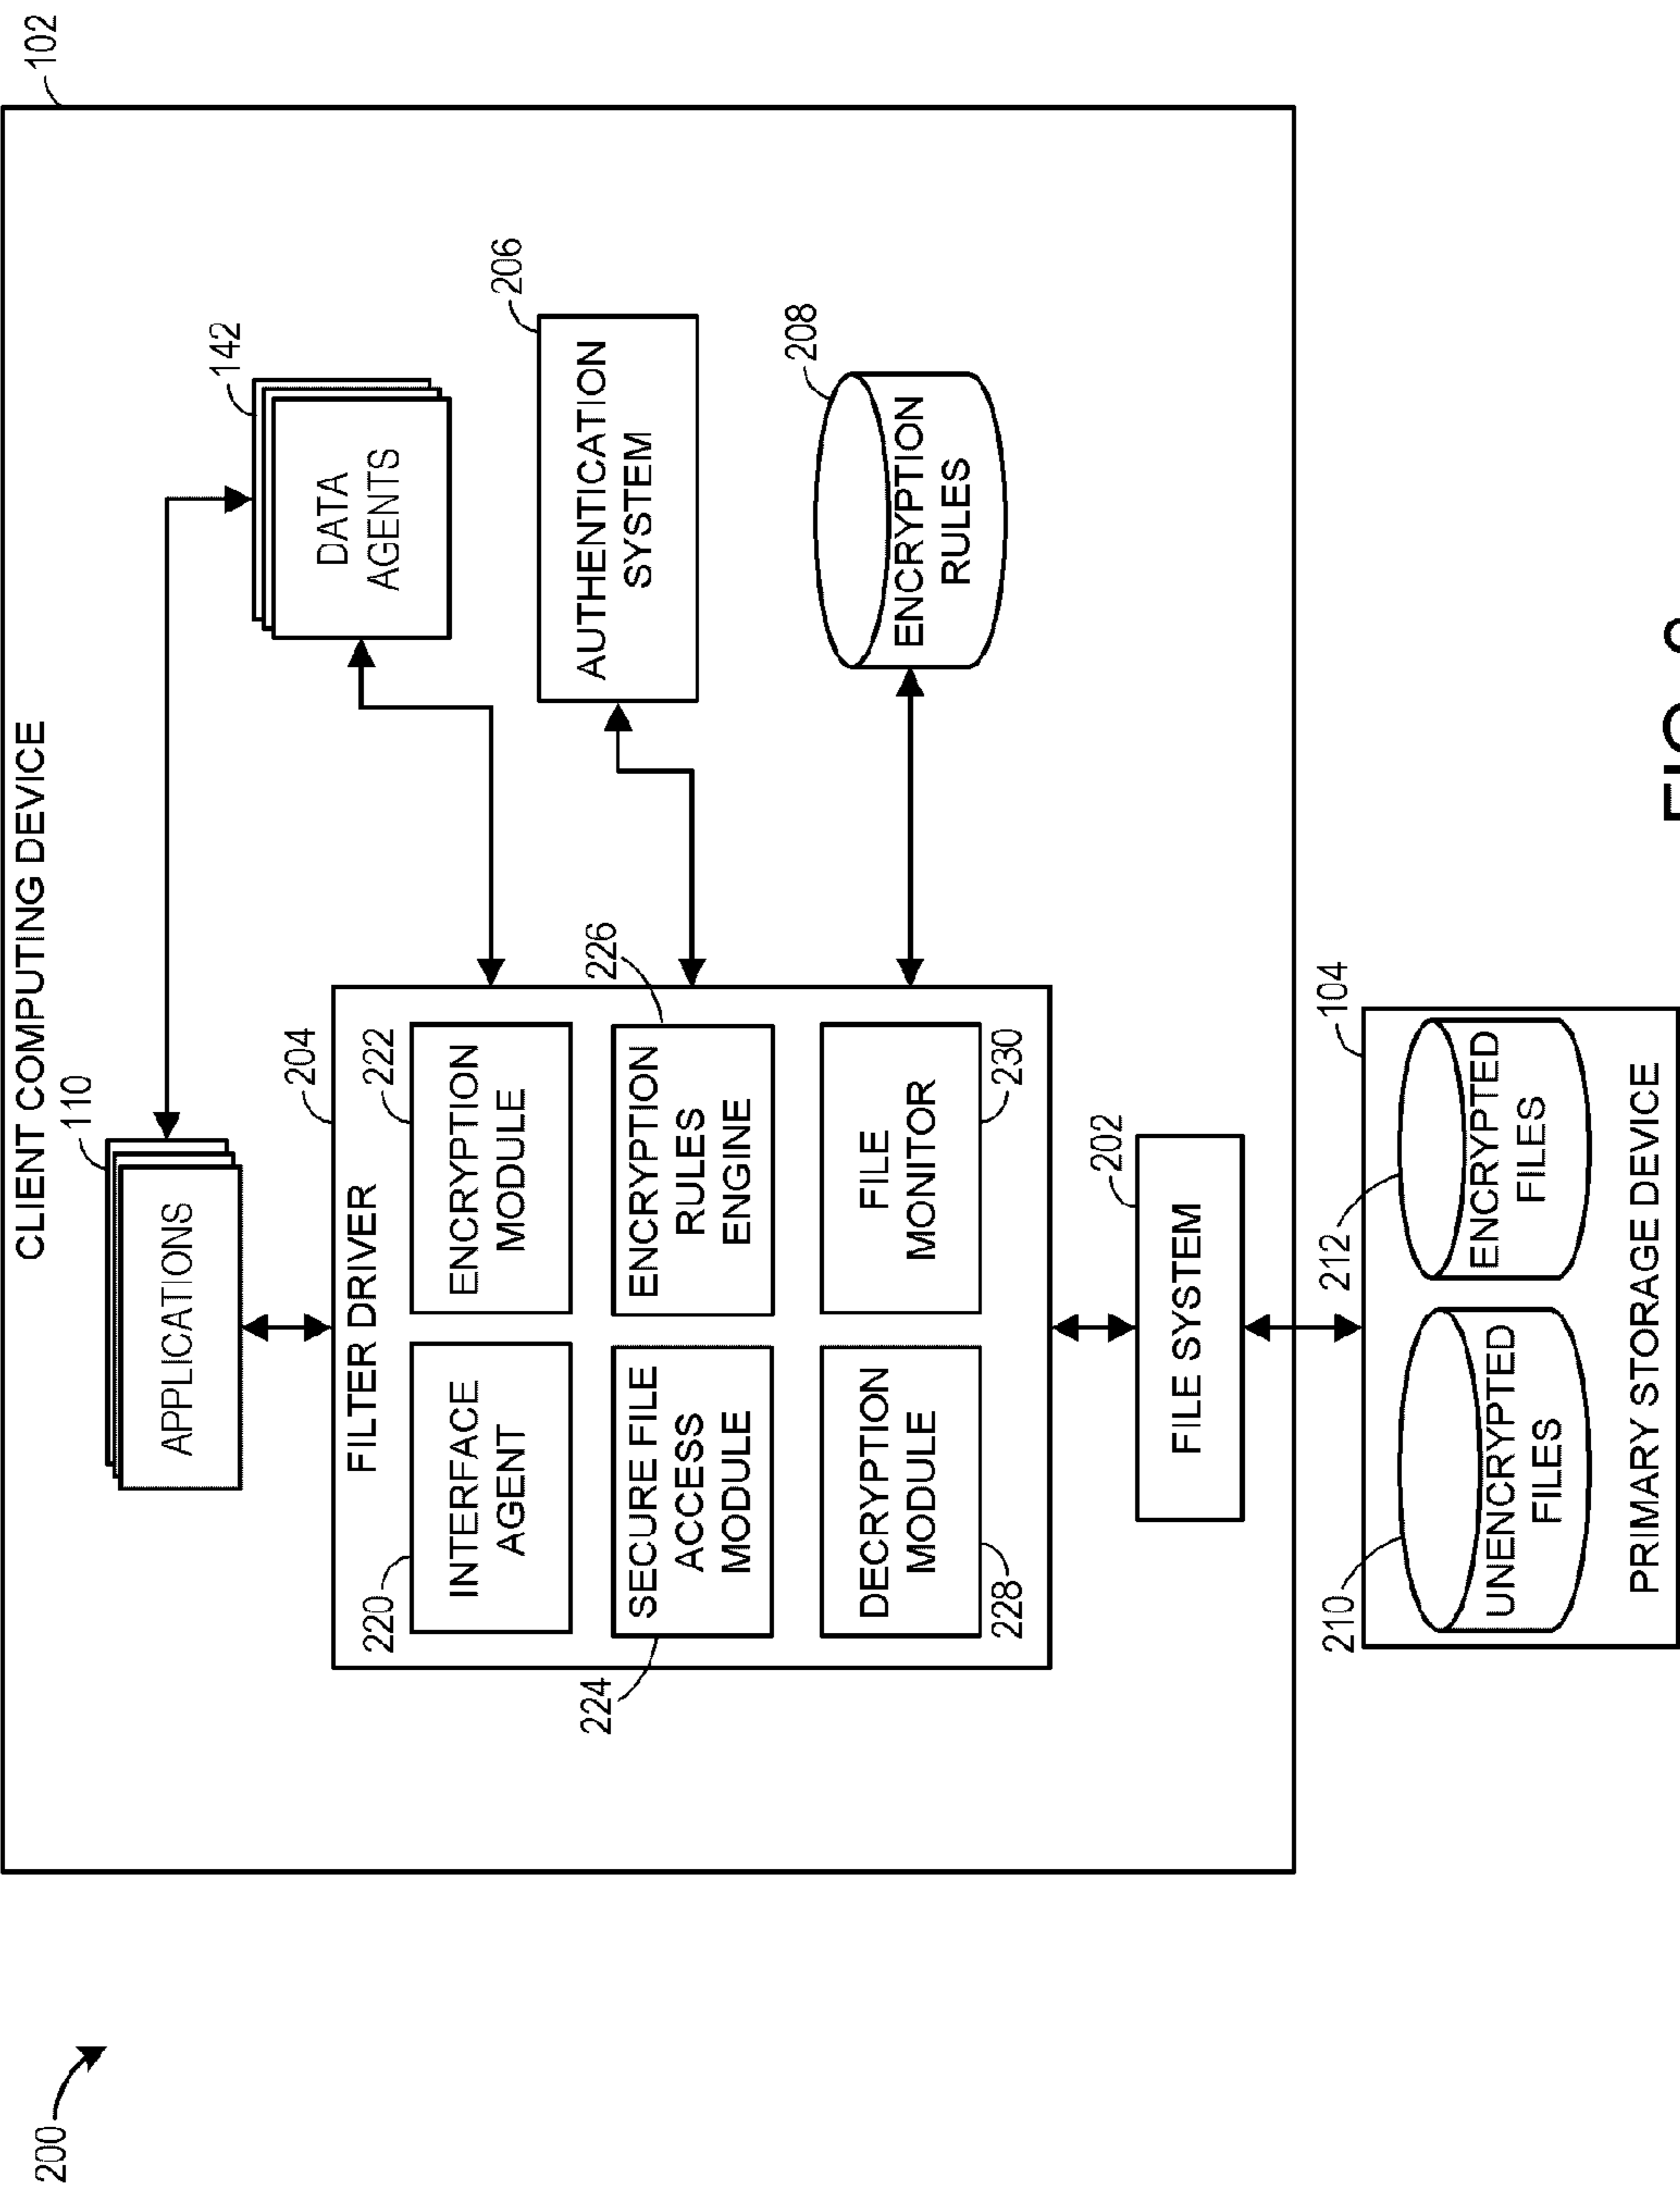 200
CLIENT COMPUTING DEVICE
102
110
APPLICATIONS
142
DATA
AGENTS
204
FILTER DRIVER
220
INTERFACE
AGENT
222
ENCRYPTION
MODULE
224
SECURE FILE
ACCESS
MODULE
226
ENCRYPTION
RULES
ENGINE
228
DECRYPTION
MODULE
230
FILE
MONITOR
206
AUTHENTICATION
SYSTEM
208
ENCRYPTION
RULES
202
FILE SYSTEM
104
210
UNENCRYPTED
FILES
212
ENCRYPTED
FILES
PRIMARY STORAGE DEVICE